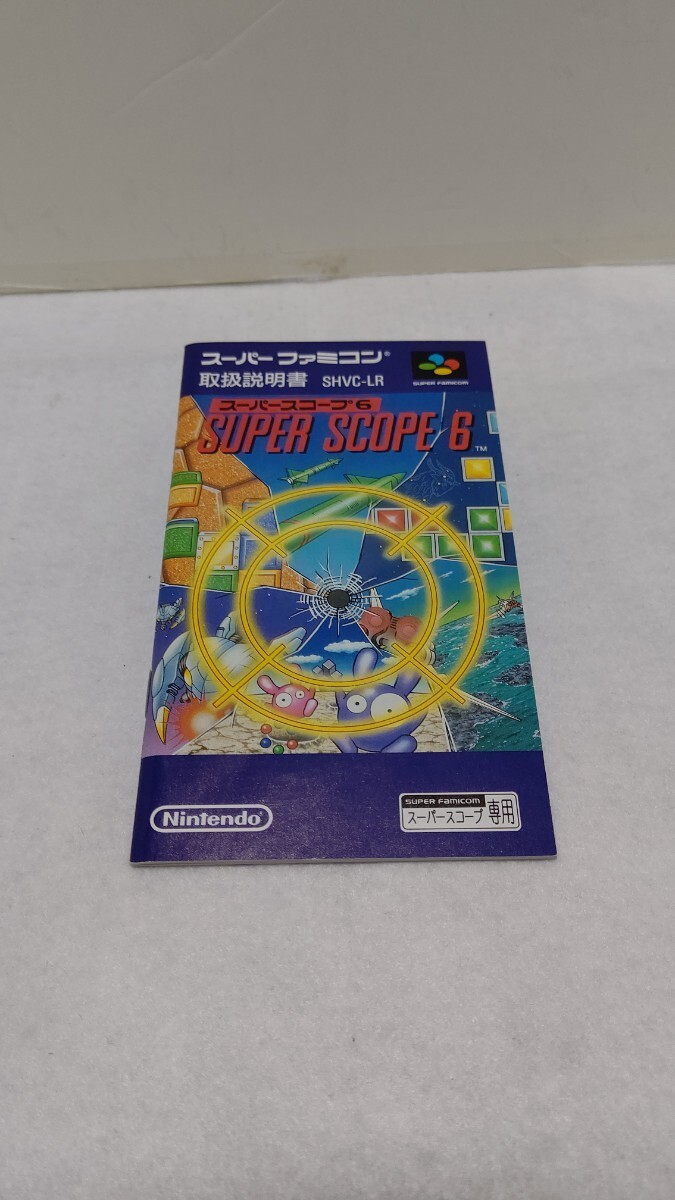 スーパーファミコン®
取扱説明書 SHVC-LR
SUPER FAMICOM
スーパースコープ6
SUPER SCOPE 6 TM
Nintendo®
SUPER FAMICOM
スーパースコープ 専用